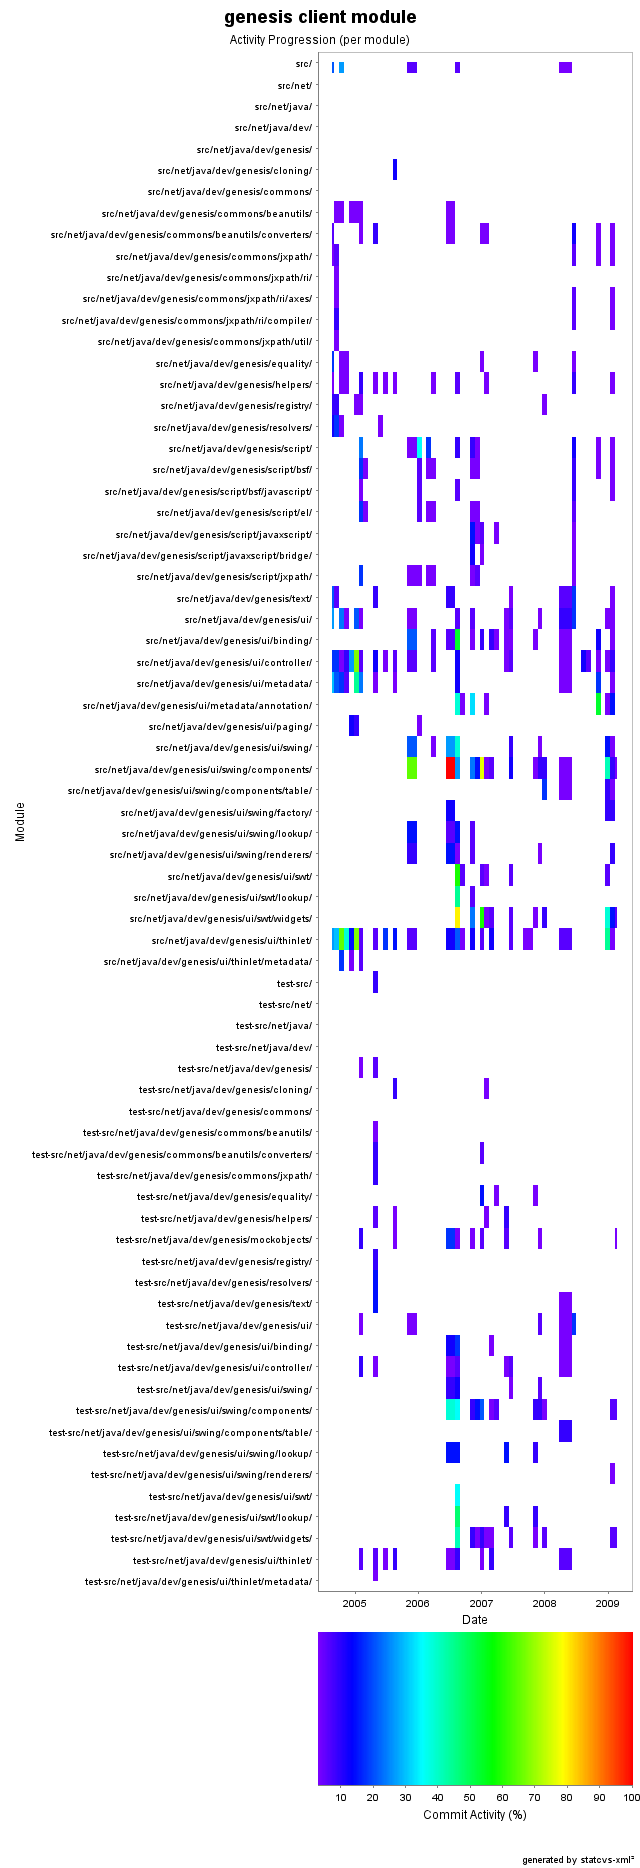 genesis client module
Activity Progression (per module)
src/
src/net/
src/net/java/
src/net/java/dev/
src/net/java/dev/genesis/
src/net/java/dev/genesis/cloning/
src/net/java/dev/genesis/commons/
src/net/java/dev/genesis/commons/beanutils/
src/net/java/dev/genesis/commons/beanutils/converters/
src/net/java/dev/genesis/commons/jxpath/
src/net/java/dev/genesis/commons/jxpath/ri/
src/net/java/dev/genesis/commons/jxpath/ri/axes/
src/net/java/dev/genesis/commons/jxpath/ri/compiler/
src/net/java/dev/genesis/commons/jxpath/util/
src/net/java/dev/genesis/equality/
src/net/java/dev/genesis/helpers/
src/net/java/dev/genesis/registry/
src/net/java/dev/genesis/resolvers/
src/net/java/dev/genesis/script/
src/net/java/dev/genesis/script/bsf/
src/net/java/dev/genesis/script/bsf/javascript/
src/net/java/dev/genesis/script/el/
src/net/java/dev/genesis/script/javaxscript/
src/net/java/dev/genesis/script/javaxscript/bridge/
src/net/java/dev/genesis/script/jxpath/
src/net/java/dev/genesis/text/
src/net/java/dev/genesis/ui/
src/net/java/dev/genesis/ui/binding/
src/net/java/dev/genesis/ui/controller/
src/net/java/dev/genesis/ui/metadata/
src/net/java/dev/genesis/ui/metadata/annotation/
src/net/java/dev/genesis/ui/paging/
src/net/java/dev/genesis/ui/swing/
src/net/java/dev/genesis/ui/swing/components/
src/net/java/dev/genesis/ui/swing/components/table/
src/net/java/dev/genesis/ui/swing/factory/
src/net/java/dev/genesis/ui/swing/lookup/
src/net/java/dev/genesis/ui/swing/renderers/
src/net/java/dev/genesis/ui/swt/
src/net/java/dev/genesis/ui/swt/lookup/
src/net/java/dev/genesis/ui/swt/widgets/
src/net/java/dev/genesis/ui/thinlet/
src/net/java/dev/genesis/ui/thinlet/metadata/
test-src/
test-src/net/
test-src/net/java/
test-src/net/java/dev/
test-src/net/java/dev/genesis/
test-src/net/java/dev/genesis/cloning/
test-src/net/java/dev/genesis/commons/
test-src/net/java/dev/genesis/commons/beanutils/
test-src/net/java/dev/genesis/commons/beanutils/converters/
test-src/net/java/dev/genesis/commons/jxpath/
test-src/net/java/dev/genesis/equality/
test-src/net/java/dev/genesis/helpers/
test-src/net/java/dev/genesis/mockobjects/
test-src/net/java/dev/genesis/registry/
test-src/net/java/dev/genesis/resolvers/
test-src/net/java/dev/genesis/text/
test-src/net/java/dev/genesis/ui/
test-src/net/java/dev/genesis/ui/binding/
test-src/net/java/dev/genesis/ui/controller/
test-src/net/java/dev/genesis/ui/swing/
test-src/net/java/dev/genesis/ui/swing/components/
test-src/net/java/dev/genesis/ui/swing/components/table/
test-src/net/java/dev/genesis/ui/swing/lookup/
test-src/net/java/dev/genesis/ui/swing/renderers/
test-src/net/java/dev/genesis/ui/swt/
test-src/net/java/dev/genesis/ui/swt/lookup/
test-src/net/java/dev/genesis/ui/swt/widgets/
test-src/net/java/dev/genesis/ui/thinlet/
test-src/net/java/dev/genesis/ui/thinlet/metadata/
Module
2005 2006 2007 2008 2009
Date
10 20 30 40 50 60 70 80 90 100
Commit Activity (%)
generated by statcvs-xml²